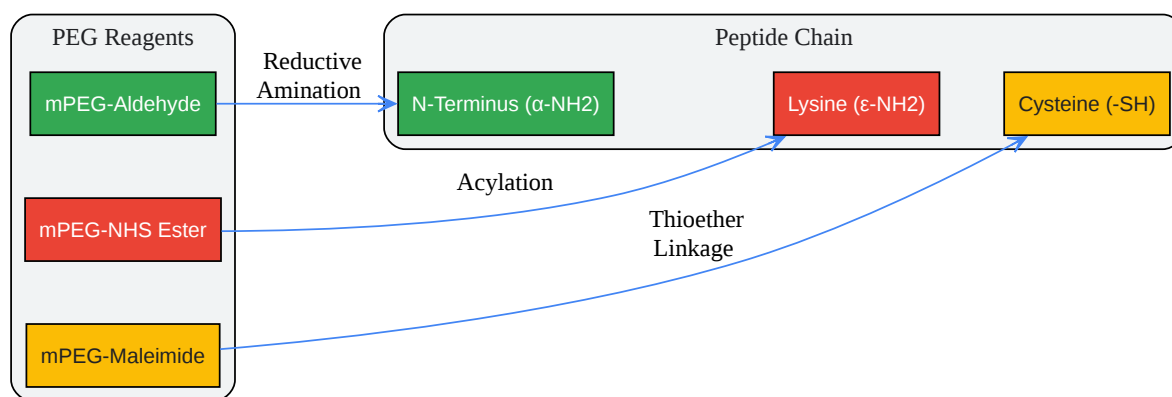 PEG Reagents
Peptide Chain
mPEG-Aldehyde
Reductive
Amination
N-Terminus (α-NH2)
Lysine (ε-NH2)
Cysteine (-SH)
Acylation
mPEG-NHS Ester
Thioether
Linkage
mPEG-Maleimide